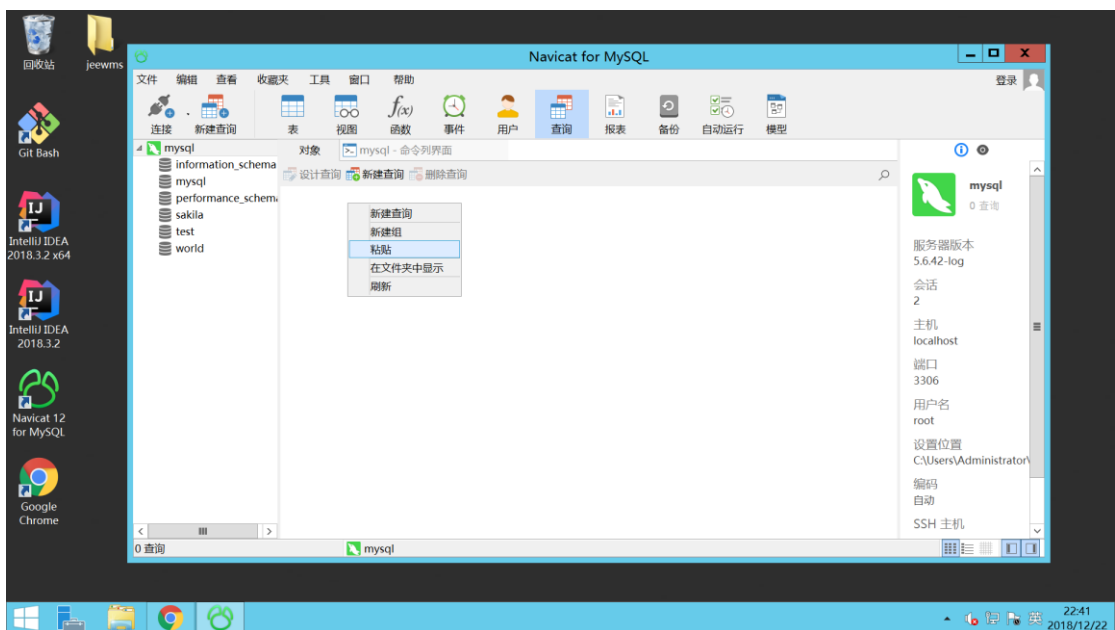 回收站
jeewms
Git Bash
IntelliJ IDEA
2018.3.2 x64
IntelliJ IDEA
2018.3.2
Navicat 12
for MySQL
Google
Chrome
Navicat for MySQL
文件 编辑 查看 收藏夹 工具 窗口 帮助
登录
连接 新建查询 表 视图 f(x) 函数 事件 用户 查询 报表 备份 自动运行 模型
mysql
information_schema
mysql
performance_schem
sakila
test
world
对象 mysql - 命令列界面
设计查询 新建查询 删除查询
新建查询
新建组
粘贴
在文件夹中显示
刷新
mysql
0 查询
服务器版本
5.6.42-log
会话
2
主机
localhost
端口
3306
用户名
root
设置位置
C:\Users\Administrator\
编码
自动
SSH 主机
0 查询
mysql
英
22:41
2018/12/22